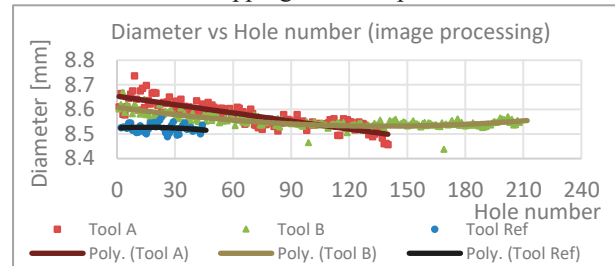 Diameter vs Hole number (image processing)
Diameter [mm]
8.8
8.7
8.6
8.5
8.4
0 30 60 90 120 150 180 210 240
Hole number
Tool A Tool B Tool Ref
Poly. (Tool A) Poly. (Tool B) Poly. (Tool Ref)